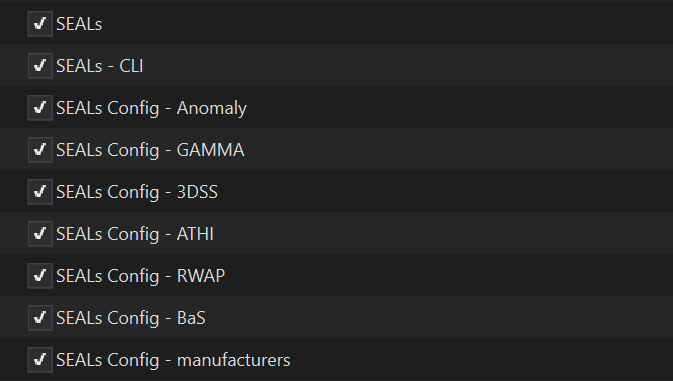 SEALs
SEALs - CLI
SEALs Config - Anomaly
SEALs Config - GAMMA
SEALs Config - 3DSS
SEALs Config - ATHI
SEALs Config - RWAP
SEALs Config - BaS
SEALs Config - manufacturers